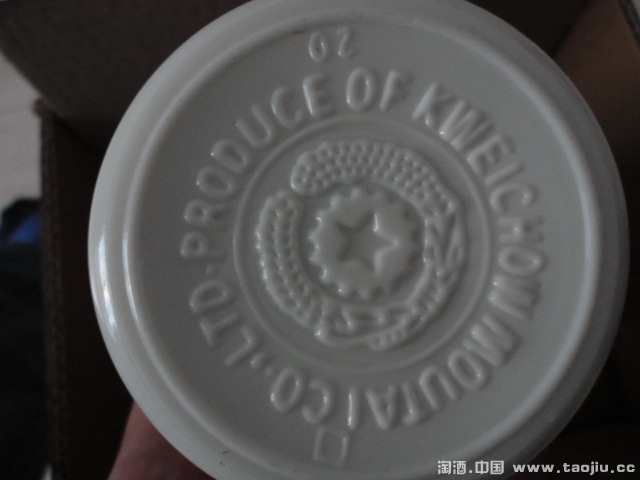 20
PRODUCE OF KWEICHOW MOUTAI CO., LTD.
淘酒.中国 www.taojiu.cc